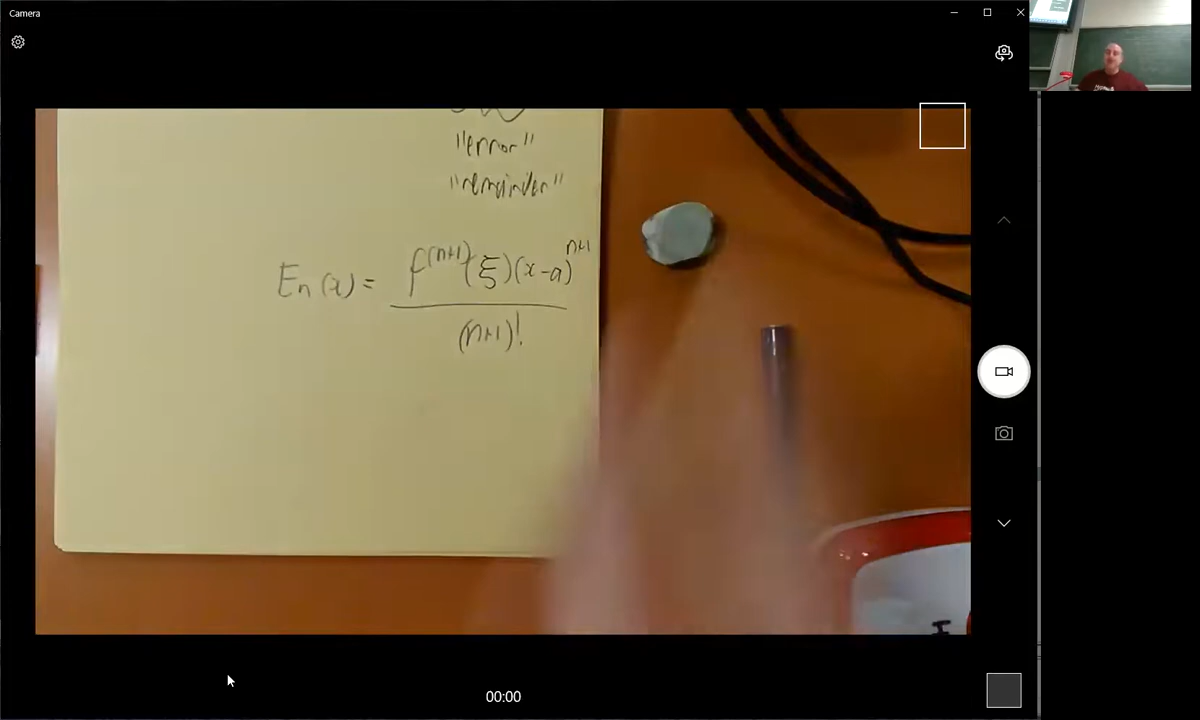 Camera
"error"
"remainder"
En(x) = f^(n+1)(ξ)(x-a)^n+1 / (n+1)!
00:00